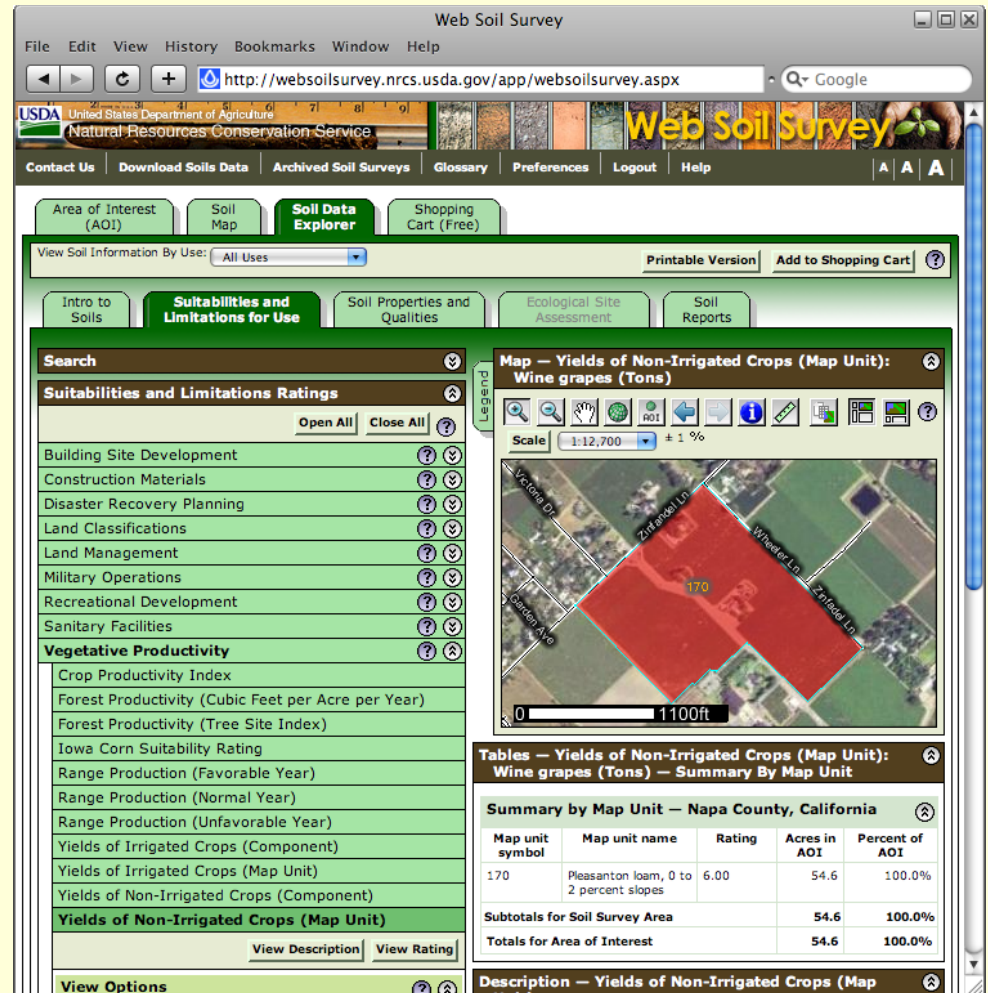 Web Soil Survey
File Edit View History Bookmarks Window Help
http://websoilsurvey.nrcs.usda.gov/app/websoilsurvey.aspx
Google
USDA United States Department of Agriculture
Natural Resources Conservation Service
Web Soil Survey
Contact Us Download Soils Data Archived Soil Surveys Glossary Preferences Logout Help A A A
Area of Interest (AOI)
Soil Map
Soil Data Explorer
Shopping Cart (Free)
View Soil Information By Use: All Uses
Printable Version Add to Shopping Cart ?
Intro to Soils
Suitabilities and Limitations for Use
Soil Properties and Qualities
Ecological Site Assessment
Soil Reports
Search
Suitabilities and Limitations Ratings
Open All Close All ?
Building Site Development ?
Construction Materials ?
Disaster Recovery Planning ?
Land Classifications ?
Land Management ?
Military Operations ?
Recreational Development ?
Sanitary Facilities ?
Vegetative Productivity ?
Crop Productivity Index
Forest Productivity (Cubic Feet per Acre per Year)
Forest Productivity (Tree Site Index)
Iowa Corn Suitability Rating
Range Production (Favorable Year)
Range Production (Normal Year)
Range Production (Unfavorable Year)
Yields of Irrigated Crops (Component)
Yields of Irrigated Crops (Map Unit)
Yields of Non-Irrigated Crops (Component)
Yields of Non-Irrigated Crops (Map Unit)
View Description View Rating
View Options ?
Legend
Map — Yields of Non-Irrigated Crops (Map Unit):
Wine grapes (Tons)
AOI
?
Scale 1:12,700 ± 1 %
Victoria Dr
Zinfandel Ln
Wheeler Ln
170
Zinfadel Ln
Garden Ave
0 1100ft
Tables — Yields of Non-Irrigated Crops (Map Unit):
Wine grapes (Tons) — Summary By Map Unit
Summary by Map Unit — Napa County, California
Map unit symbol Map unit name Rating Acres in AOI Percent of AOI
170 Pleasanton loam, 0 to 2 percent slopes 6.00 54.6 100.0%
Subtotals for Soil Survey Area 54.6 100.0%
Totals for Area of Interest 54.6 100.0%
Description — Yields of Non-Irrigated Crops (Map